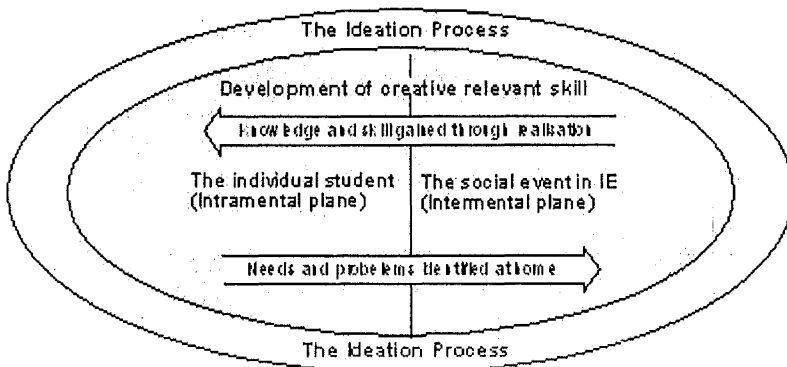 The Ideation Process
Development of creative relevant skill
Knowledge and skill gained through realisation
The individual student
(Intramental plane)
The social event in IE
(Intermental plane)
Needs and probelems identified at home
The Ideation Process